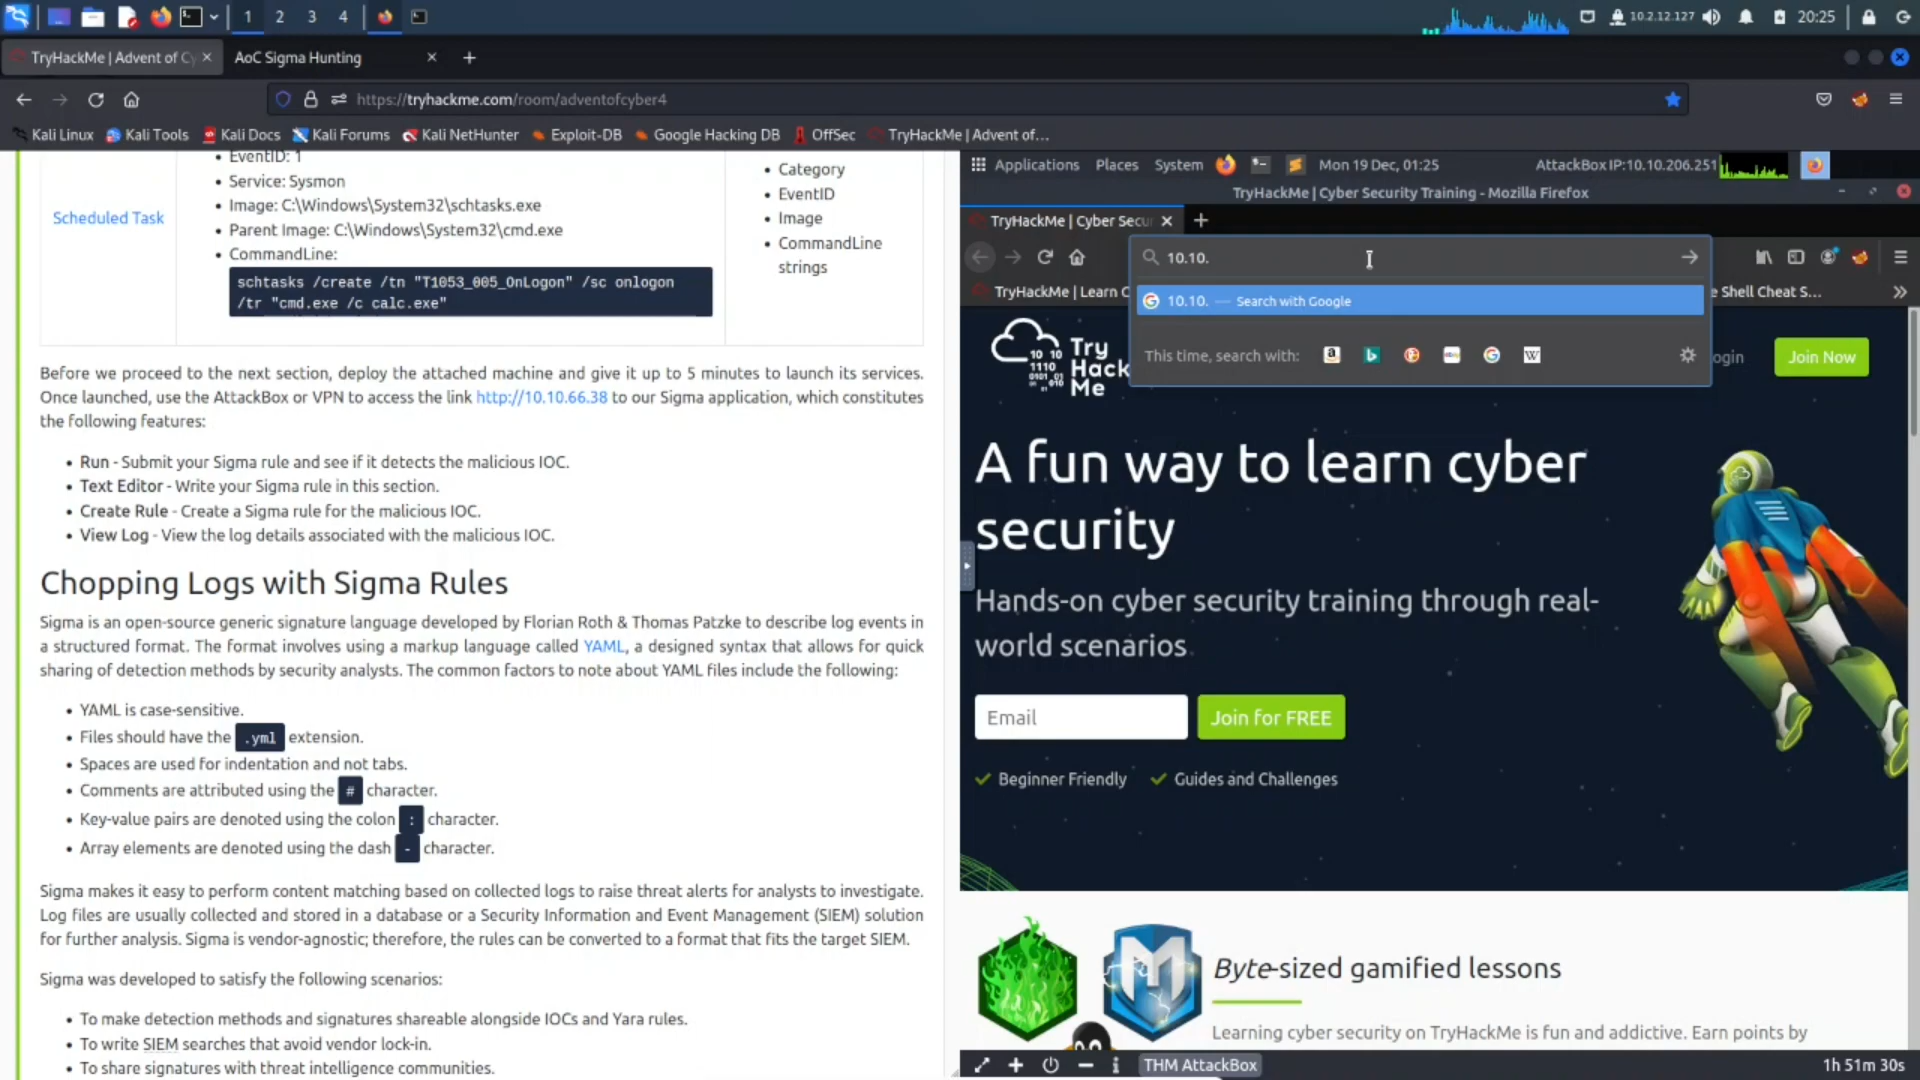 1 2 3 4
10.2.12.127
20:25
TryHackMe | Advent of Cy
AoC Sigma Hunting
https://tryhackme.com/room/adventofcyber4
Kali Linux Kali Tools Kali Docs Kali Forums Kali NetHunter Exploit-DB Google Hacking DB OffSec TryHackMe | Advent of...
EventID: 1
Service: Sysmon
Image: C:\Windows\System32\schtasks.exe
Parent Image: C:\Windows\System32\cmd.exe
CommandLine:
schtasks /create /tn "T1053_005_OnLogon" /sc onlogon
/tr "cmd.exe /c calc.exe"
Scheduled Task
Category
EventID
Image
CommandLine
strings
Before we proceed to the next section, deploy the attached machine and give it up to 5 minutes to launch its services.
Once launched, use the AttackBox or VPN to access the link http://10.10.66.38 to our Sigma application, which constitutes
the following features:
Run - Submit your Sigma rule and see if it detects the malicious IOC.
Text Editor - Write your Sigma rule in this section.
Create Rule - Create a Sigma rule for the malicious IOC.
View Log - View the log details associated with the malicious IOC.
Chopping Logs with Sigma Rules
Sigma is an open-source generic signature language developed by Florian Roth & Thomas Patzke to describe log events in
a structured format. The format involves using a markup language called YAML, a designed syntax that allows for quick
sharing of detection methods by security analysts. The common factors to note about YAML files include the following:
YAML is case-sensitive.
Files should have the .yml extension.
Spaces are used for indentation and not tabs.
Comments are attributed using the # character.
Key-value pairs are denoted using the colon : character.
Array elements are denoted using the dash - character.
Sigma makes it easy to perform content matching based on collected logs to raise threat alerts for analysts to investigate.
Log files are usually collected and stored in a database or a Security Information and Event Management (SIEM) solution
for further analysis. Sigma is vendor-agnostic; therefore, the rules can be converted to a format that fits the target SIEM.
Sigma was developed to satisfy the following scenarios:
To make detection methods and signatures shareable alongside IOCs and Yara rules.
To write SIEM searches that avoid vendor lock-in.
To share signatures with threat intelligence communities.
Applications Places System Mon 19 Dec, 01:25 AttackBox IP:10.10.206.251
TryHackMe | Cyber Security Training - Mozilla Firefox
TryHackMe | Cyber Secur
10.10.
TryHackMe | Learn C
e Shell Cheat S...
10.10. — Search with Google
This time, search with:
Try
Hack
Me
10 10
1110
0101 01
010
ogin
Join Now
A fun way to learn cyber
security
Hands-on cyber security training through real-
world scenarios
Email
Join for FREE
Beginner Friendly Guides and Challenges
Byte-sized gamified lessons
Learning cyber security on TryHackMe is fun and addictive. Earn points by
THM AttackBox
1h 51m 30s